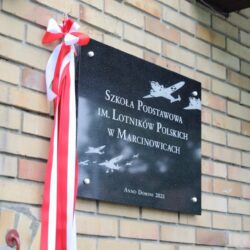 Szkoła Podstawowa
im. Lotników Polskich
w Marcinowicach
Anno Domini 2021